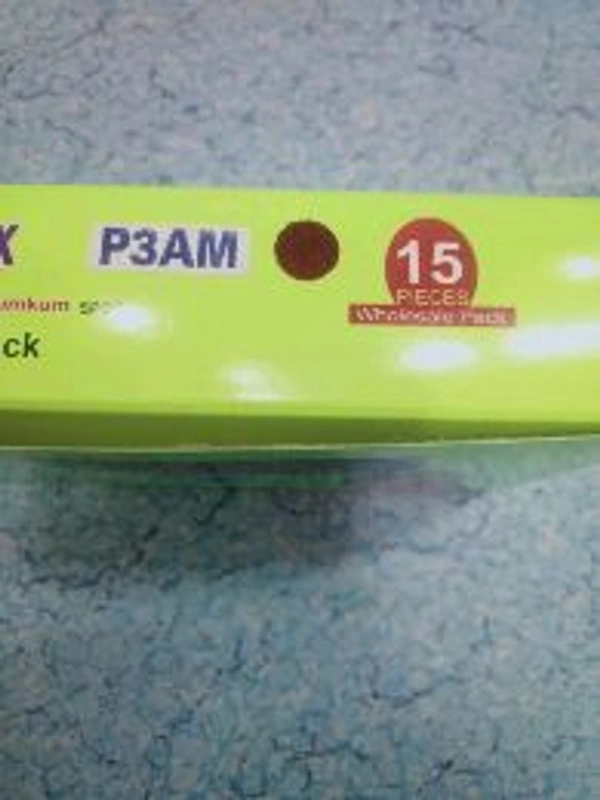 X P3AM 15
PIECES
Wholesale Pack
umkum
ck